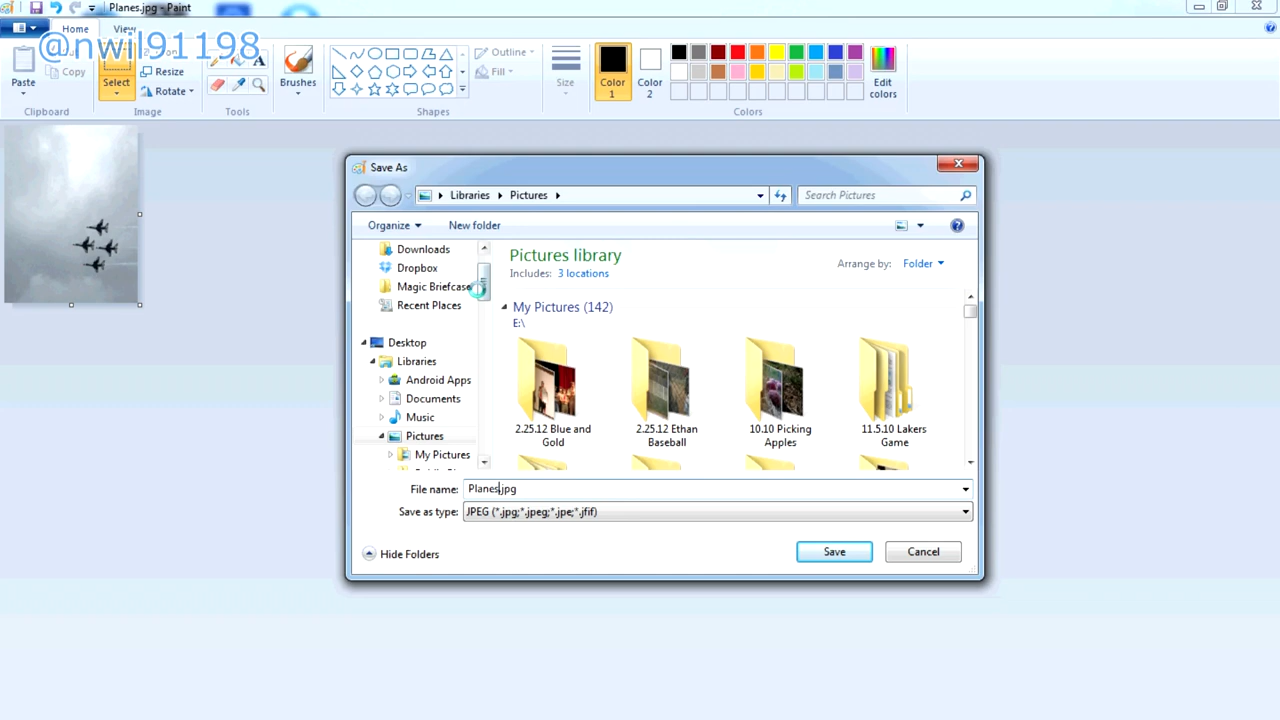 Planes.jpg - Paint
Home View
@nwil91198
Paste
Copy
Clipboard
Select
Resize
Rotate
Image
Tools
Brushes
Outline
Fill
Shapes
Size
Color 1
Color 2
Edit colors
Colors
Save As
Libraries Pictures
Search Pictures
Organize New folder
Downloads
Dropbox
Magic Briefcase
Recent Places
Desktop
Libraries
Android Apps
Documents
Music
Pictures
My Pictures
Pictures library
Includes: 3 locations
Arrange by: Folder
My Pictures (142)
E:\
2.25.12 Blue and
Gold
2.25.12 Ethan
Baseball
10.10 Picking
Apples
11.5.10 Lakers
Game
File name: Planes.jpg
Save as type: JPEG (*.jpg;*.jpeg;*.jpe;*.jfif)
Hide Folders
Save
Cancel